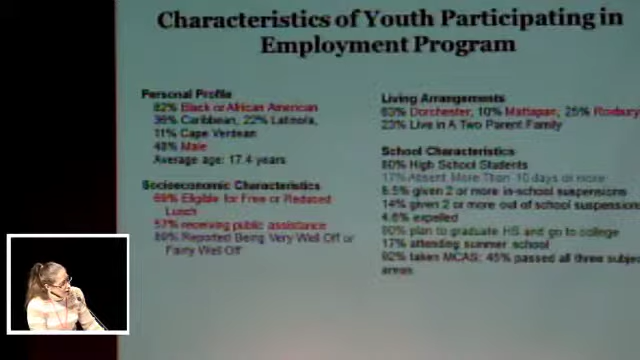 Characteristics of Youth Participating in
Employment Program
Personal Profile
82% Black or African American
36% Caribbean, 22% Latino/a,
11% Cape Verdean
48% Male
Average age: 17.4 years
Socioeconomic Characteristics
69% Eligible for Free or Reduced
Lunch
57% receiving public assistance
89% Reported Being Very Well Off or
Fairly Well Off
Living Arrangements
63% Dorchester, 10% Mattapan, 25% Roxbury
23% Live in A Two Parent Family
School Characteristics
80% High School Students
17% Absent More Than 10 days or more
8.5% given 2 or more in-school suspensions
14% given 2 or more out of school suspensions
4.6% expelled
90% plan to graduate HS and go to college
17% attending summer school
92% takes MCAS: 45% passed all three
areas